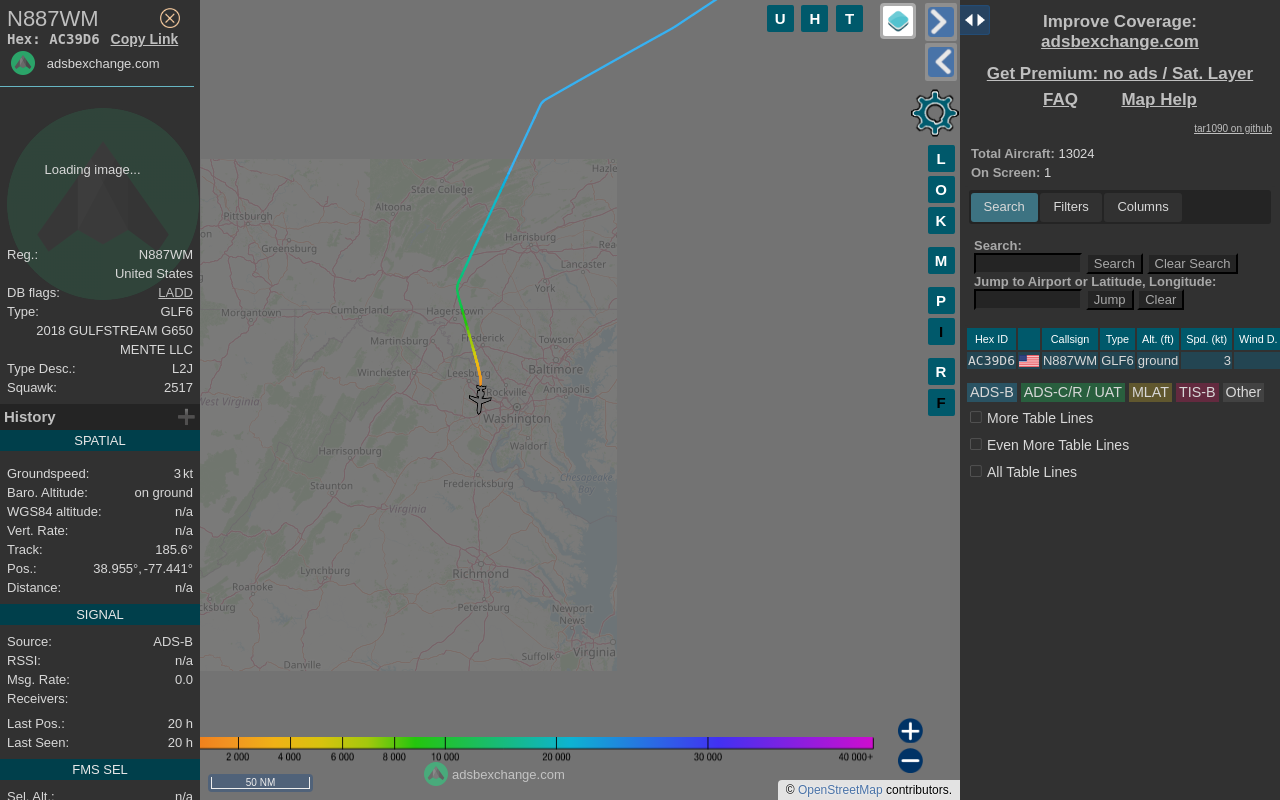 N887WM
Hex: AC39D6 Copy Link
adsbexchange.com
Loading image...
Reg.: N887WM
United States
DB flags: LADD
Type: GLF6
2018 GULFSTREAM G650
MENTE LLC
Type Desc.: L2J
Squawk: 2517
History
SPATIAL
Groundspeed: 3 kt
Baro. Altitude: on ground
WGS84 altitude: n/a
Vert. Rate: n/a
Track: 185.6°
Pos.: 38.955°, -77.441°
Distance: n/a
SIGNAL
Source: ADS-B
RSSI: n/a
Msg. Rate: 0.0
Receivers:
Last Pos.: 20 h
Last Seen: 20 h
FMS SEL
Sel. Alt.: n/a
U H T
L
O
K
M
P
I
R
F
Hazle
State College
Altoona
Pittsburgh
on
Harrisburg
Rea
Greensburg
Lancaster
York
Morgantown
Cumberland
Hagerstown
Martinsburg
Frederick
Towson
Baltimore
Winchester
Leesburg
Rockville
Annapolis
West Virginia
Washington
Waldorf
Harrisonburg
Staunton
Fredericksburg
Chesapeake
Bay
Virginia
Lynchburg
Richmond
Roanoke
cksburg
Petersburg
Newport
News
Virginia
Suffolk
Danville
2 000 4 000 6 000 8 000 10 000 20 000 30 000 40 000+
adsbexchange.com
50 NM
© OpenStreetMap contributors.
Improve Coverage:
adsbexchange.com
Get Premium: no ads / Sat. Layer
FAQ Map Help
tar1090 on github
Total Aircraft: 13024
On Screen: 1
Search Filters Columns
Search:
Search Clear Search
Jump to Airport or Latitude, Longitude:
Jump Clear
Hex ID Callsign Type Alt. (ft) Spd. (kt) Wind D.
AC39D6 N887WM GLF6 ground 3
ADS-B ADS-C/R / UAT MLAT TIS-B Other
More Table Lines
Even More Table Lines
All Table Lines